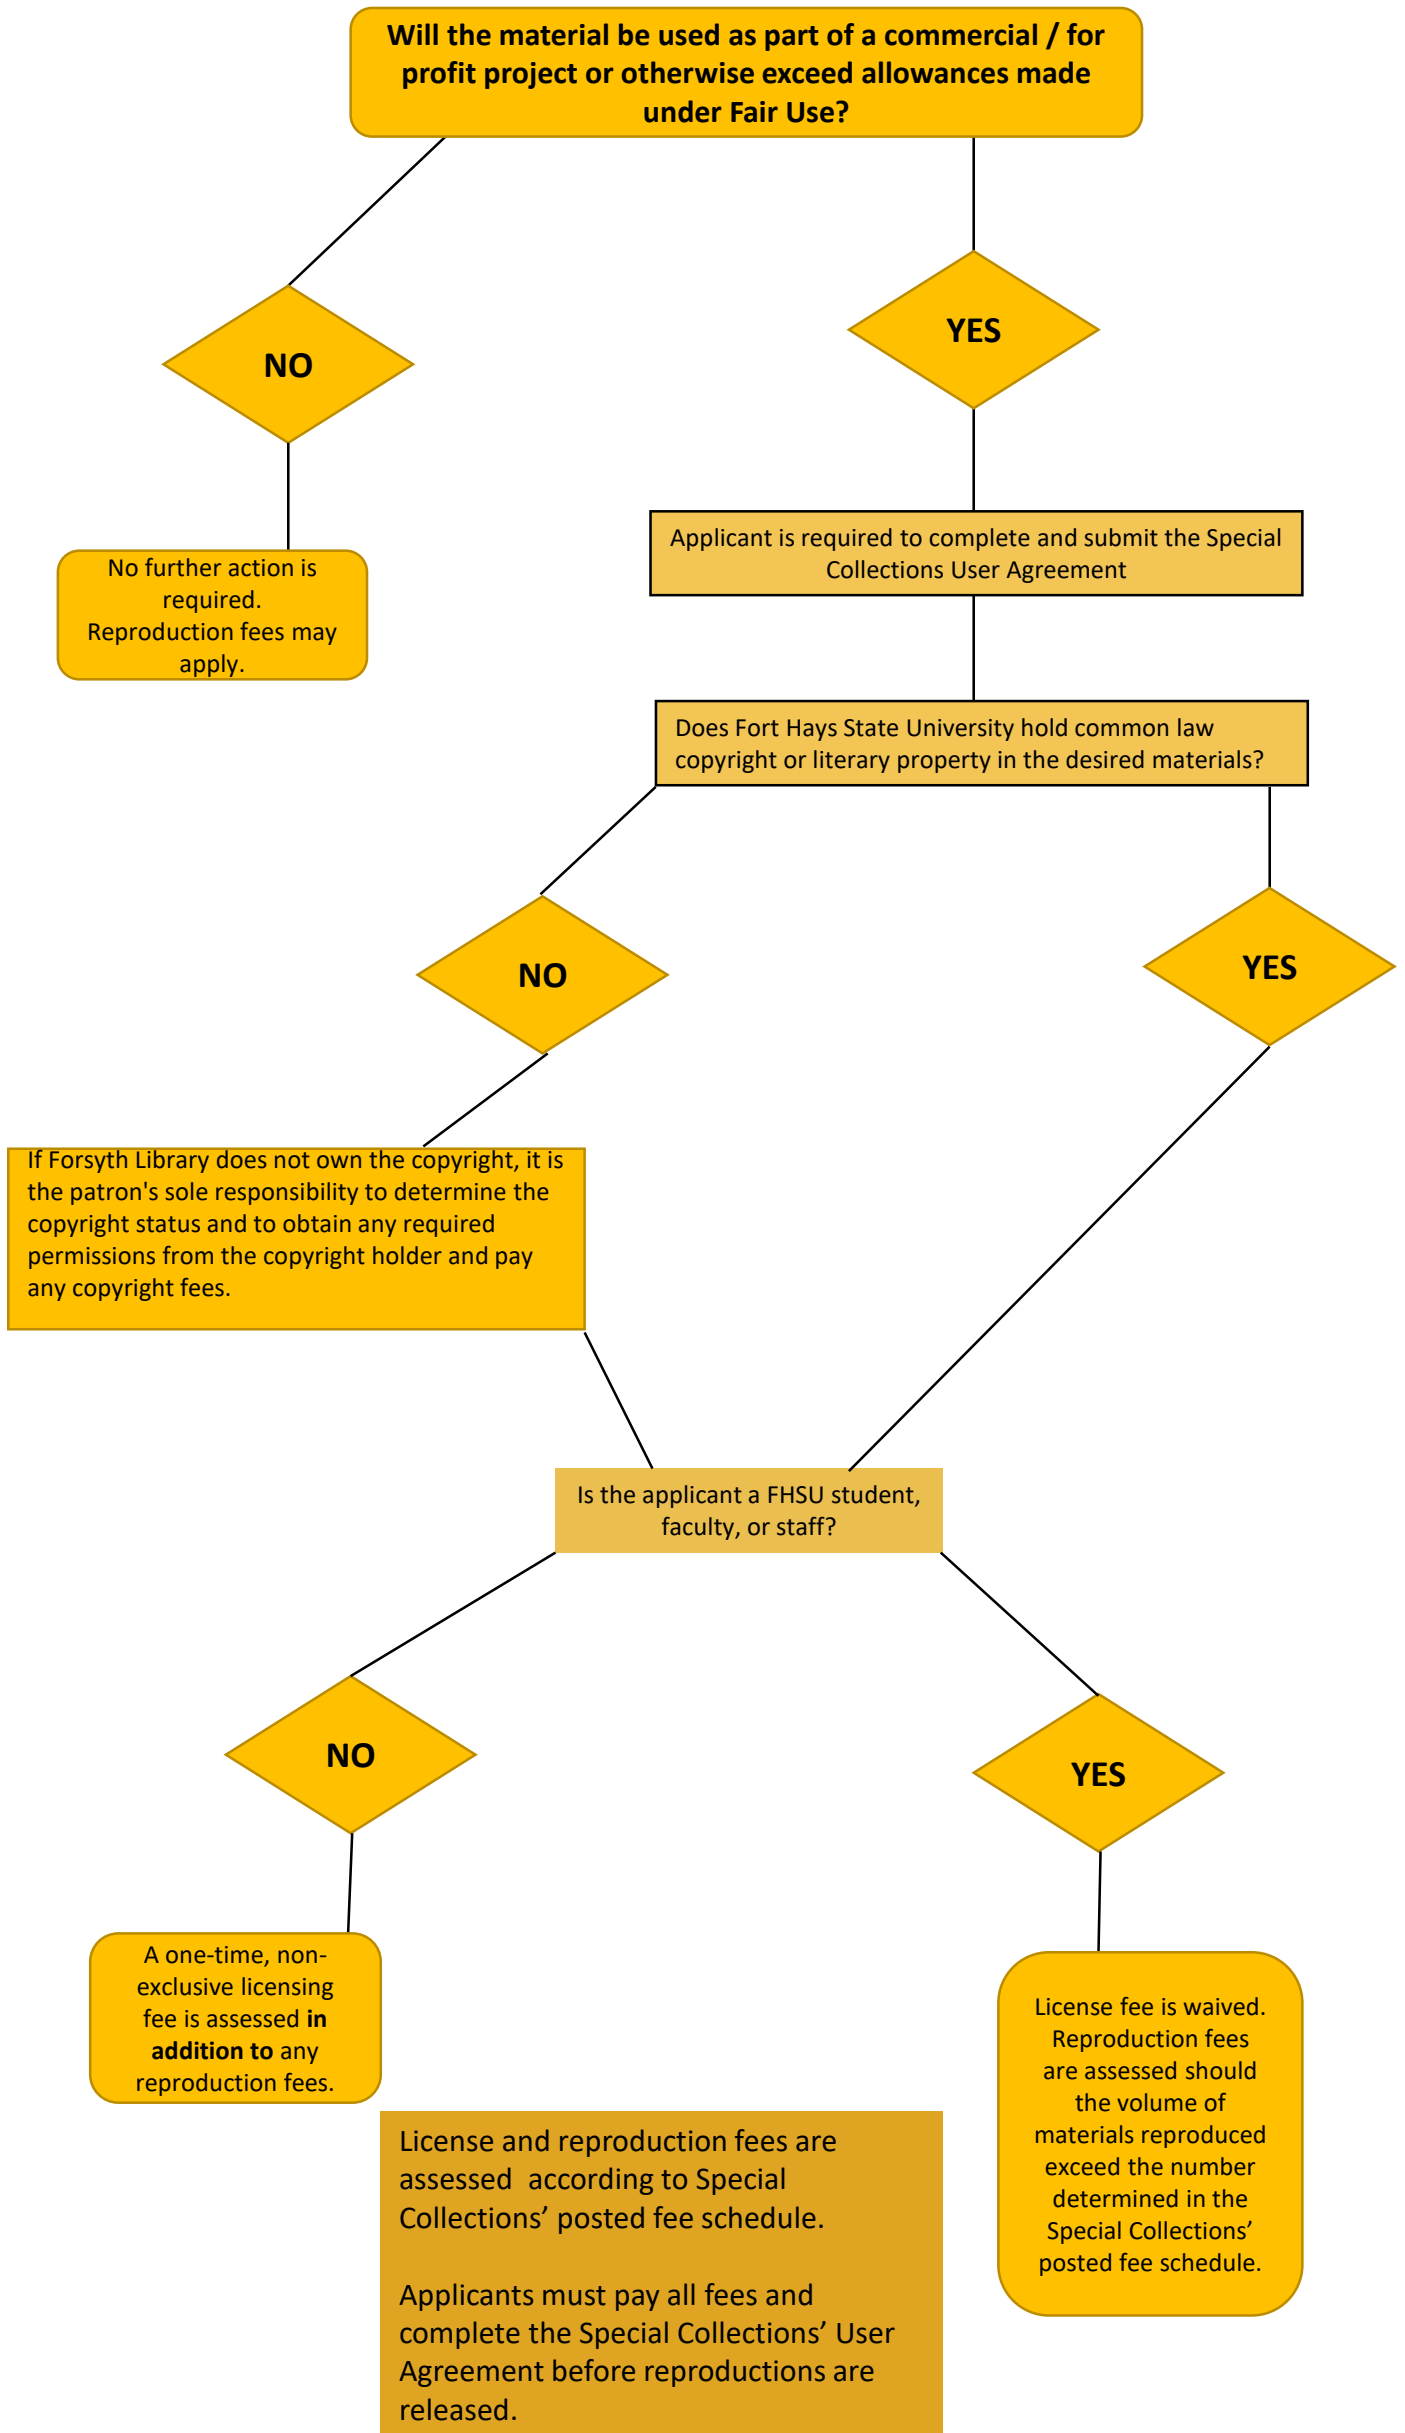 Will the material be used as part of a commercial / for
profit project or otherwise exceed allowances made
under Fair Use?
NO
YES
No further action is
required.
Reproduction fees may
apply.
Applicant is required to complete and submit the Special
Collections User Agreement
Does Fort Hays State University hold common law
copyright or literary property in the desired materials?
NO
YES
If Forsyth Library does not own the copyright, it is
the patron's sole responsibility to determine the
copyright status and to obtain any required
permissions from the copyright holder and pay
any copyright fees.
Is the applicant a FHSU student,
faculty, or staff?
NO
YES
A one-time, non-
exclusive licensing
fee is assessed in
addition to any
reproduction fees.
License fee is waived.
Reproduction fees
are assessed should
the volume of
materials reproduced
exceed the number
determined in the
Special Collections’
posted fee schedule.
License and reproduction fees are
assessed  according to Special
Collections’ posted fee schedule.
Applicants must pay all fees and
complete the Special Collections’ User
Agreement before reproductions are
released.